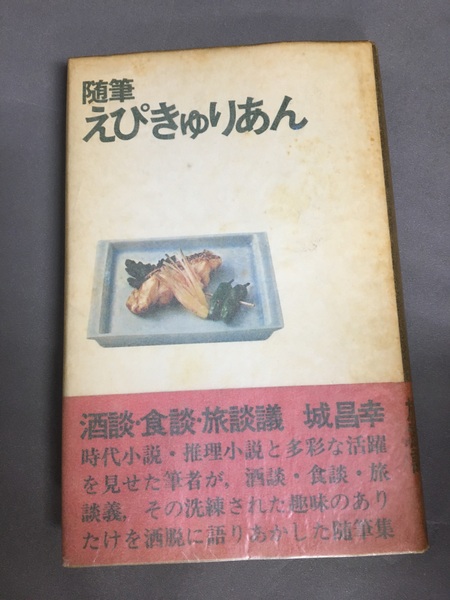 随筆
えぴきゅりあん
酒談・食談・旅談議 城昌幸
時代小説・推理小説と多彩な活躍
を見せた筆者が，酒談・食談・旅
談義，その洗練された趣味のあり
たけを洒脱に語りあかした随筆集